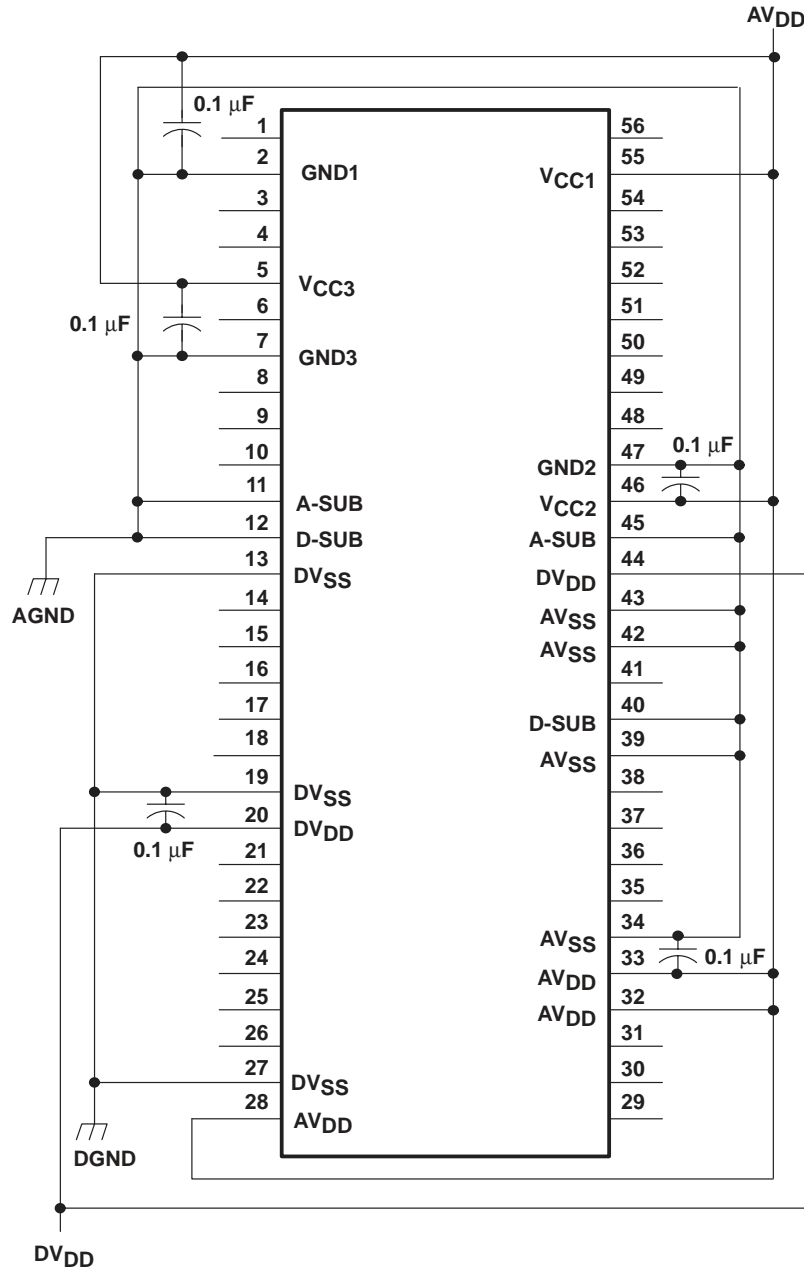 AVDD
0.1 μF
1
56
2
GND1
VCC1
55
3
54
4
53
5
VCC3
52
0.1 μF
6
51
7
GND3
50
8
49
9
48
10
47
GND2
0.1 μF
11
A-SUB
VCC2
46
12
D-SUB
A-SUB
45
13
DVSS
DVDD
44
AGND
14
AVSS
43
15
AVSS
42
16
41
17
D-SUB
40
18
AVSS
39
19
DVSS
38
20
DVDD
37
0.1 μF
21
36
22
35
23
AVSS
34
24
AVDD
33
0.1 μF
25
AVDD
32
26
31
27
DVSS
30
28
AVDD
29
DGND
DVDD